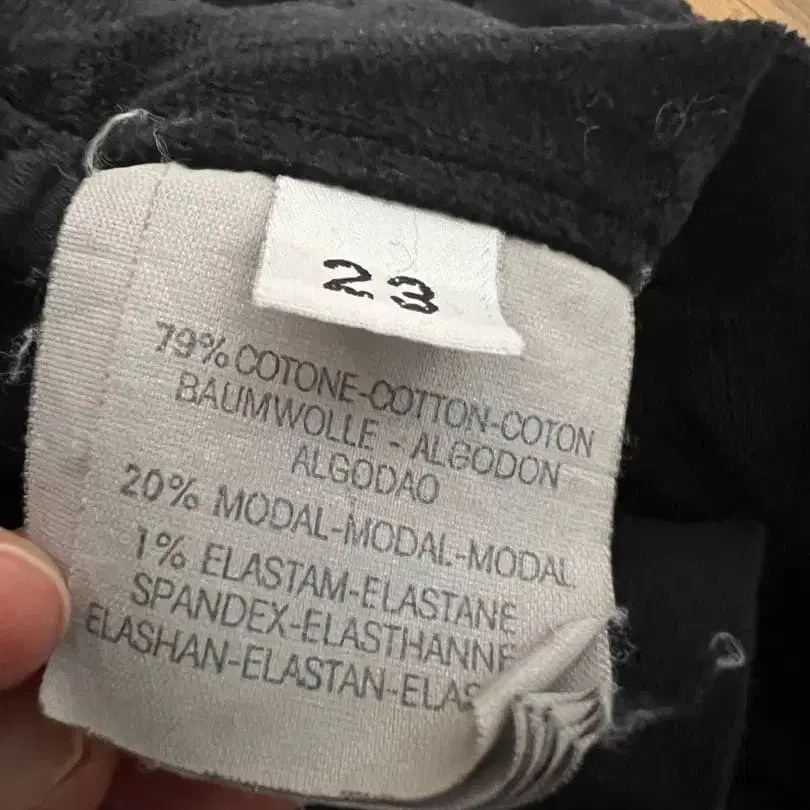 23
79% COTONE-COTTON-COTON
BAUMWOLLE - ALGODON
ALGODAO
20% MODAL-MODAL-MODAL
1% ELASTAM-ELASTANE
SPANDEX-ELASTHANNE
ELASHAN-ELASTAN-ELAS